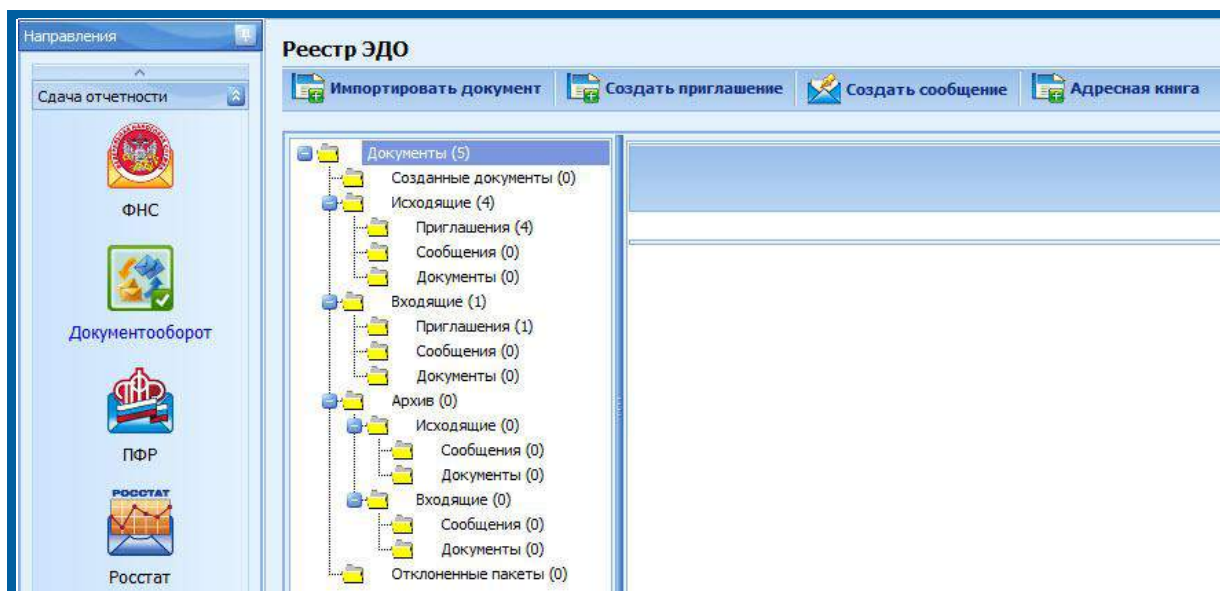 Направления
Сдача отчетности
ФНС
Документооборот
ПФР
РОССТАТ
Росстат
Реестр ЭДО
Импортировать документ Создать приглашение Создать сообщение Адресная книга
Документы (5)
Созданные документы (0)
Исходящие (4)
Приглашения (4)
Сообщения (0)
Документы (0)
Входящие (1)
Приглашения (1)
Сообщения (0)
Документы (0)
Архив (0)
Исходящие (0)
Сообщения (0)
Документы (0)
Входящие (0)
Сообщения (0)
Документы (0)
Отклоненные пакеты (0)